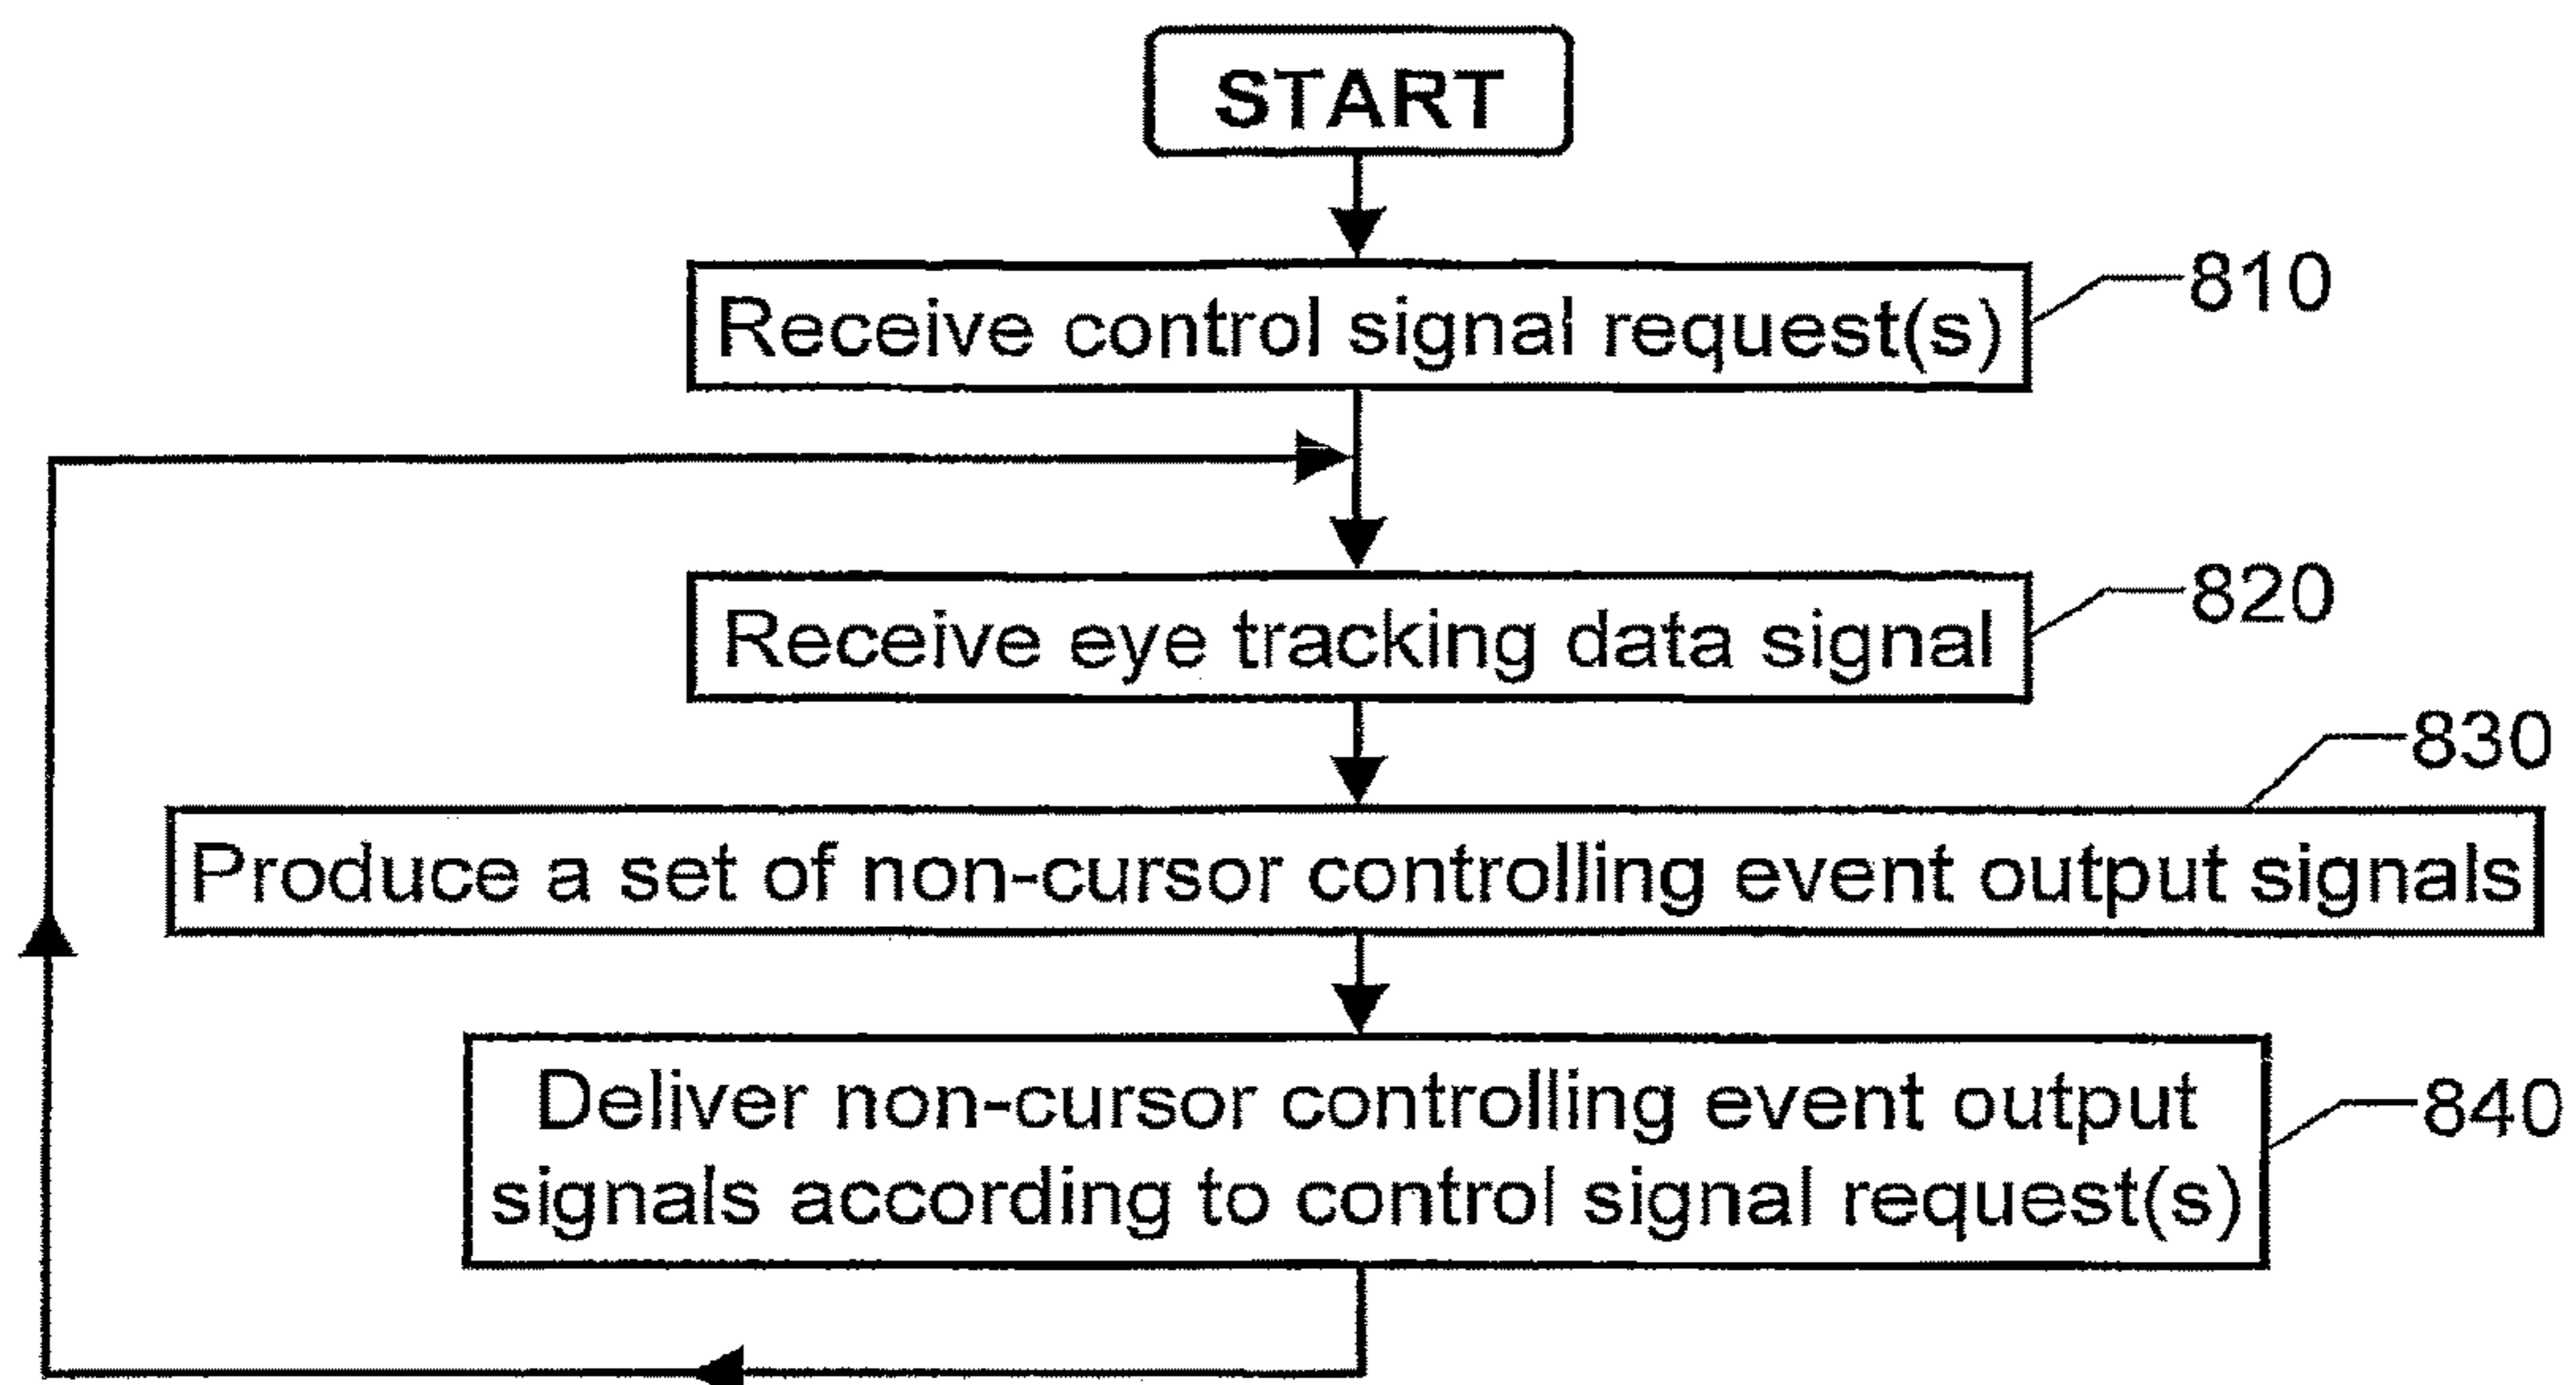 START
Receive control signal request(s)
810
Receive eye tracking data signal
820
830
Produce a set of non-cursor controlling event output signals
Deliver non-cursor controlling event output
signals according to control signal request(s)
840